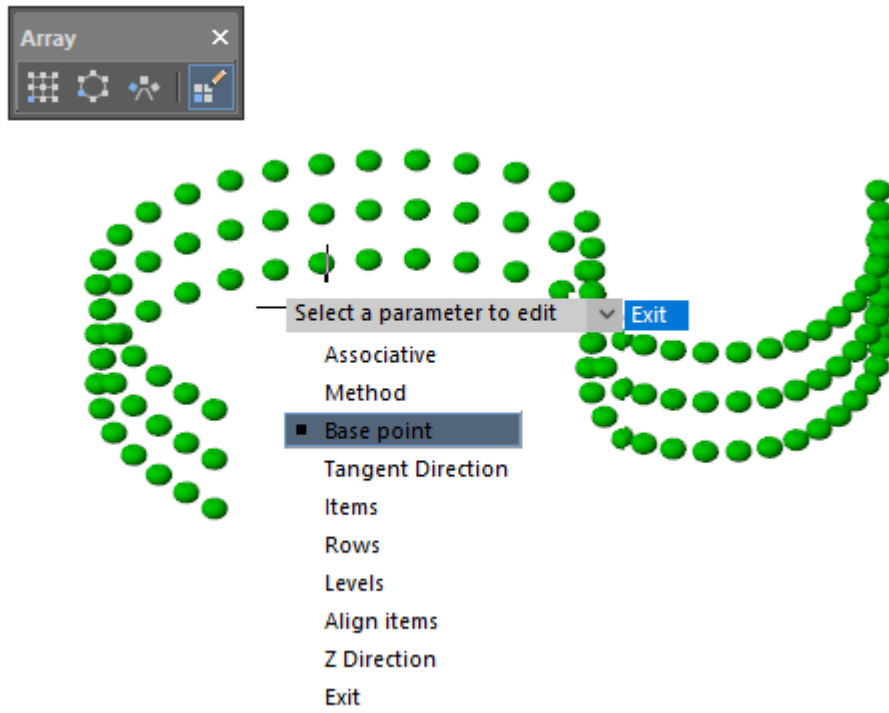 Array
Select a parameter to edit
Exit
Associative
Method
Base point
Tangent Direction
Items
Rows
Levels
Align items
Z Direction
Exit